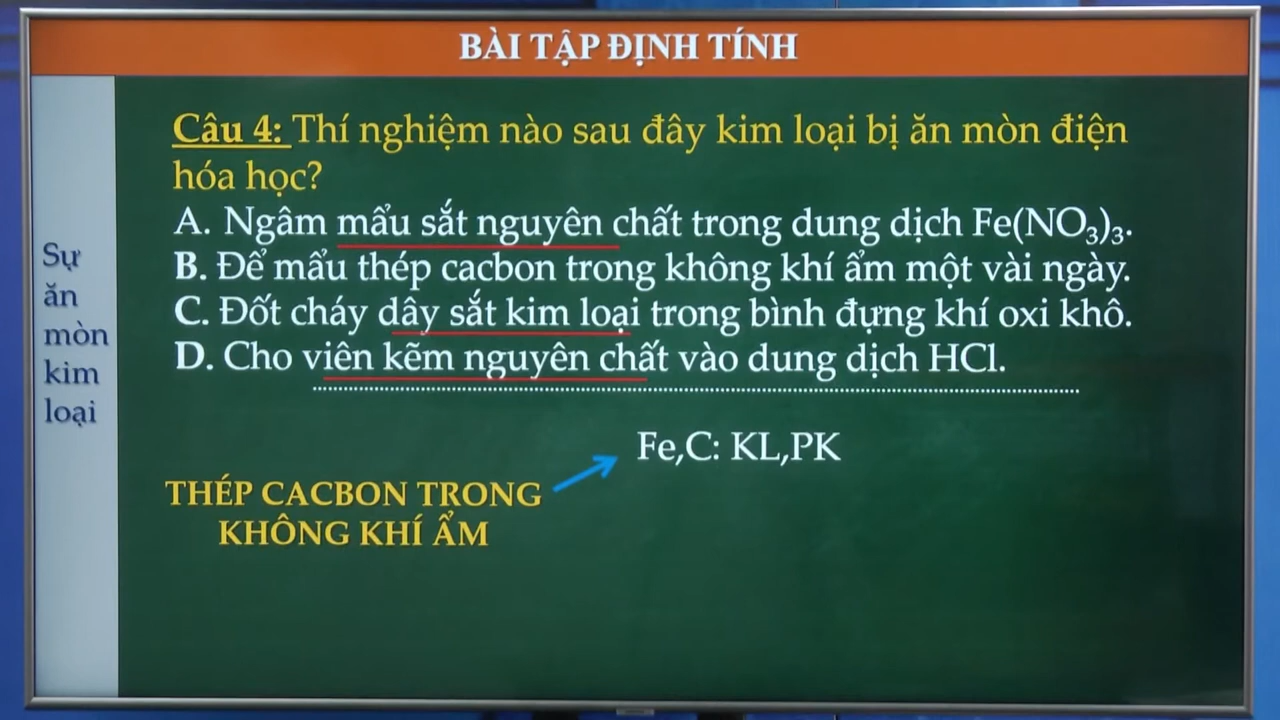 BÀI TẬP ĐỊNH TÍNH
Sự
ăn
mòn
kim
loại
Câu 4: Thí nghiệm nào sau đây kim loại bị ăn mòn điện
hóa học?
A. Ngâm mẩu sắt nguyên chất trong dung dịch Fe(NO₃)₃.
B. Để mẩu thép cacbon trong không khí ẩm một vài ngày.
C. Đốt cháy dây sắt kim loại trong bình đựng khí oxi khô.
D. Cho viên kẽm nguyên chất vào dung dịch HCl.
Fe,C: KL,PK
THÉP CACBON TRONG
KHÔNG KHÍ ẨM